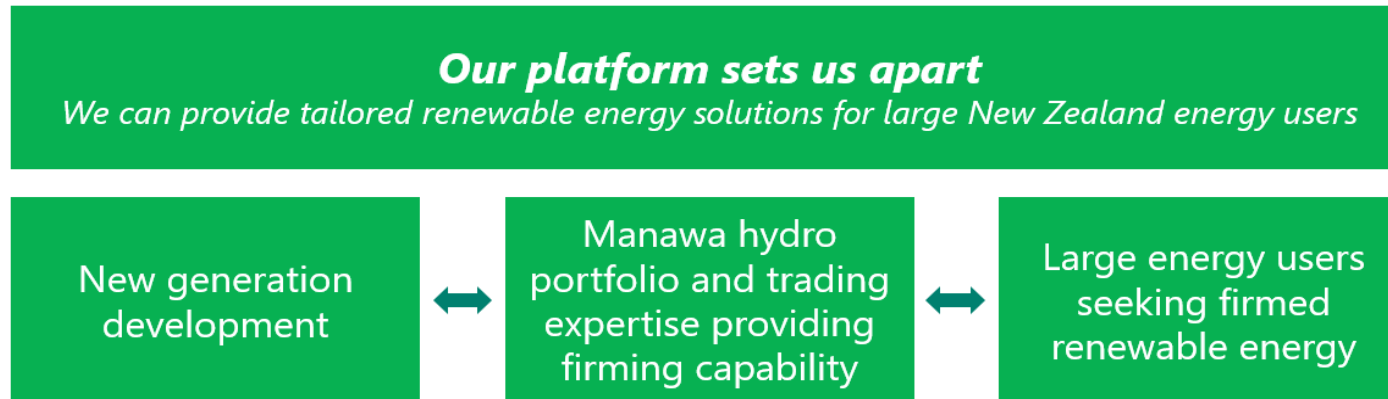 Our platform sets us apart
We can provide tailored renewable energy solutions for large New Zealand energy users
New generation
development
Manawa hydro
portfolio and trading
expertise providing
firming capability
Large energy users
seeking firmed
renewable energy